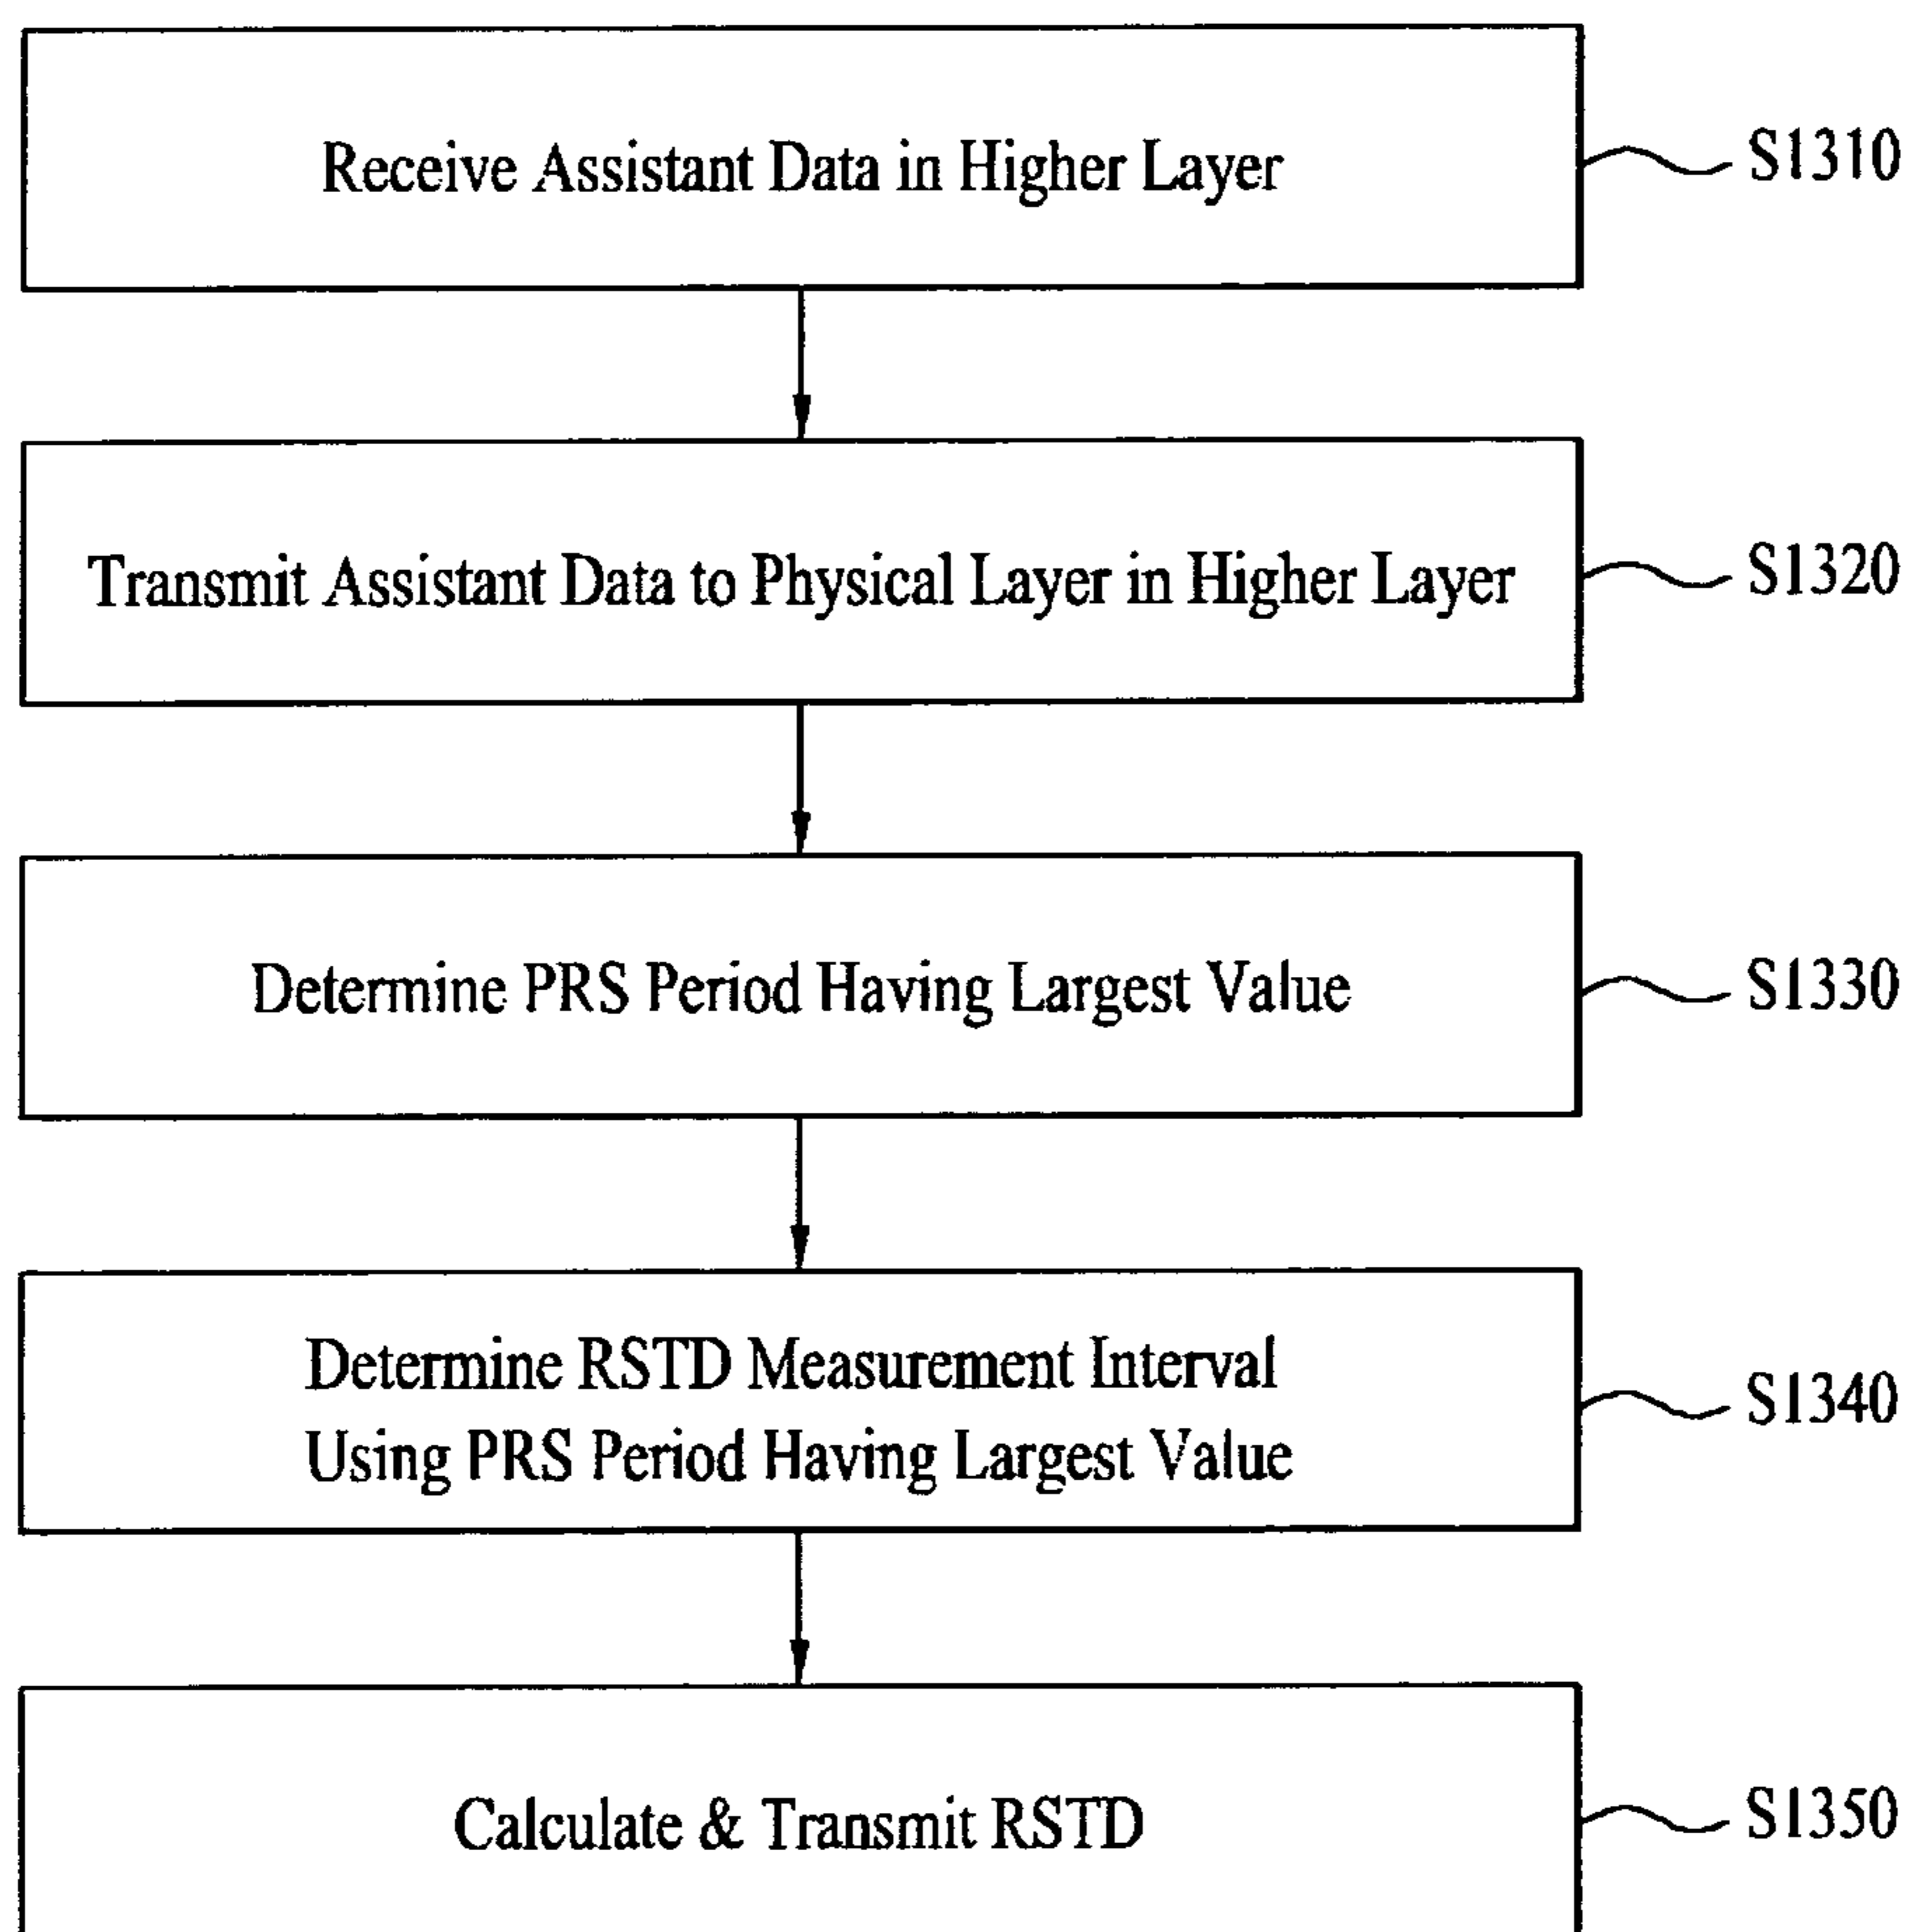 Receive Assistant Data in Higher Layer
S1310
Transmit Assistant Data to Physical Layer in Higher Layer
S1320
Determine PRS Period Having Largest Value
S1330
Determine RSTD Measurement Interval
Using PRS Period Having Largest Value
S1340
Calculate & Transmit RSTD
S1350